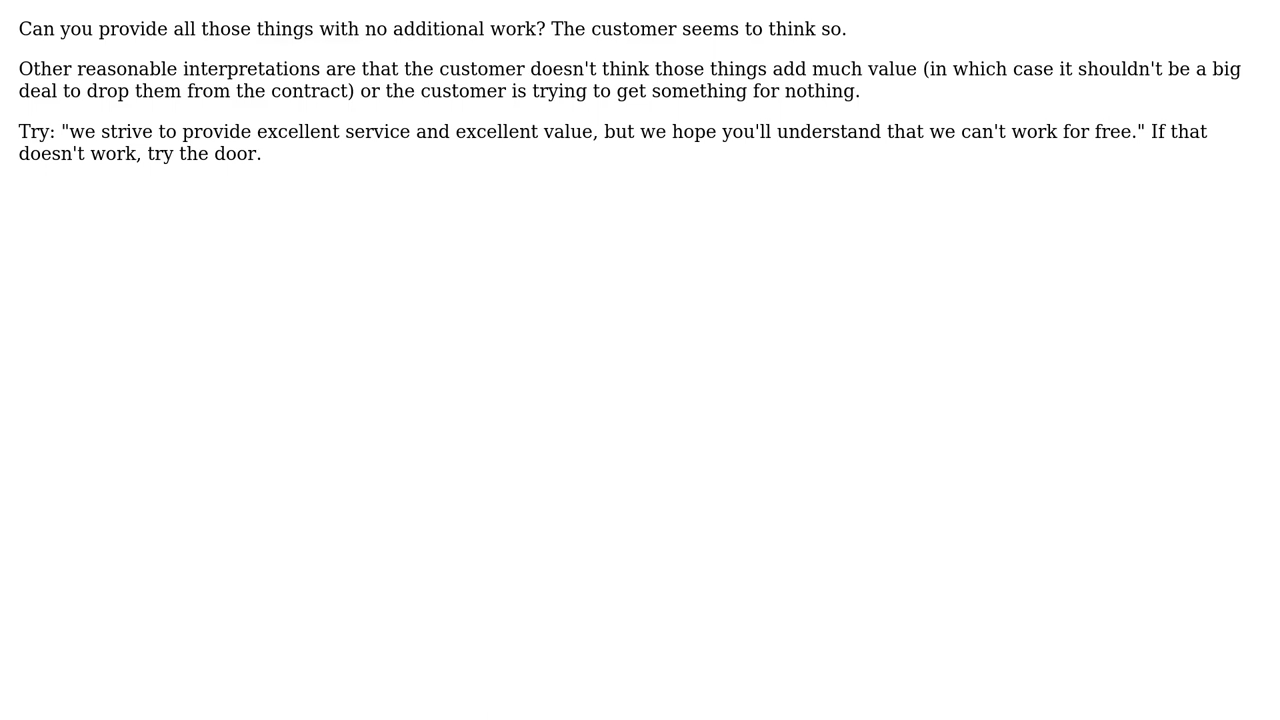 Can you provide all those things with no additional work? The customer seems to think so.
Other reasonable interpretations are that the customer doesn't think those things add much value (in which case it shouldn't be a big
deal to drop them from the contract) or the customer is trying to get something for nothing.
Try: "we strive to provide excellent service and excellent value, but we hope you'll understand that we can't work for free." If that
doesn't work, try the door.